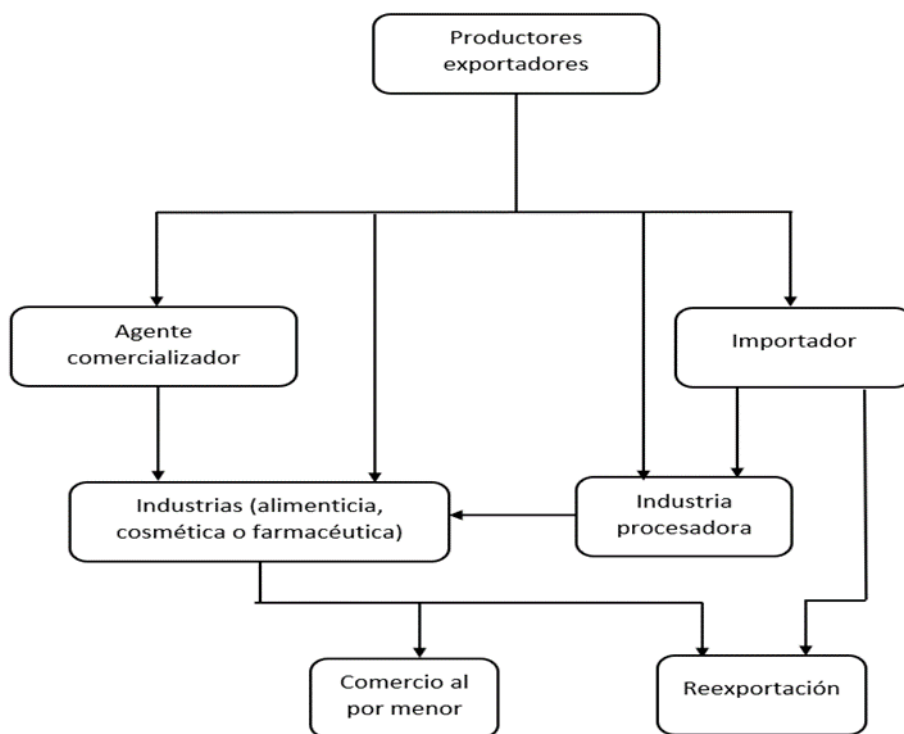 Productores
exportadores
Agente
comercializador
Importador
Industrias (alimenticia,
cosmética o farmacéutica)
Industria
procesadora
Comercio al
por menor
Reexportación